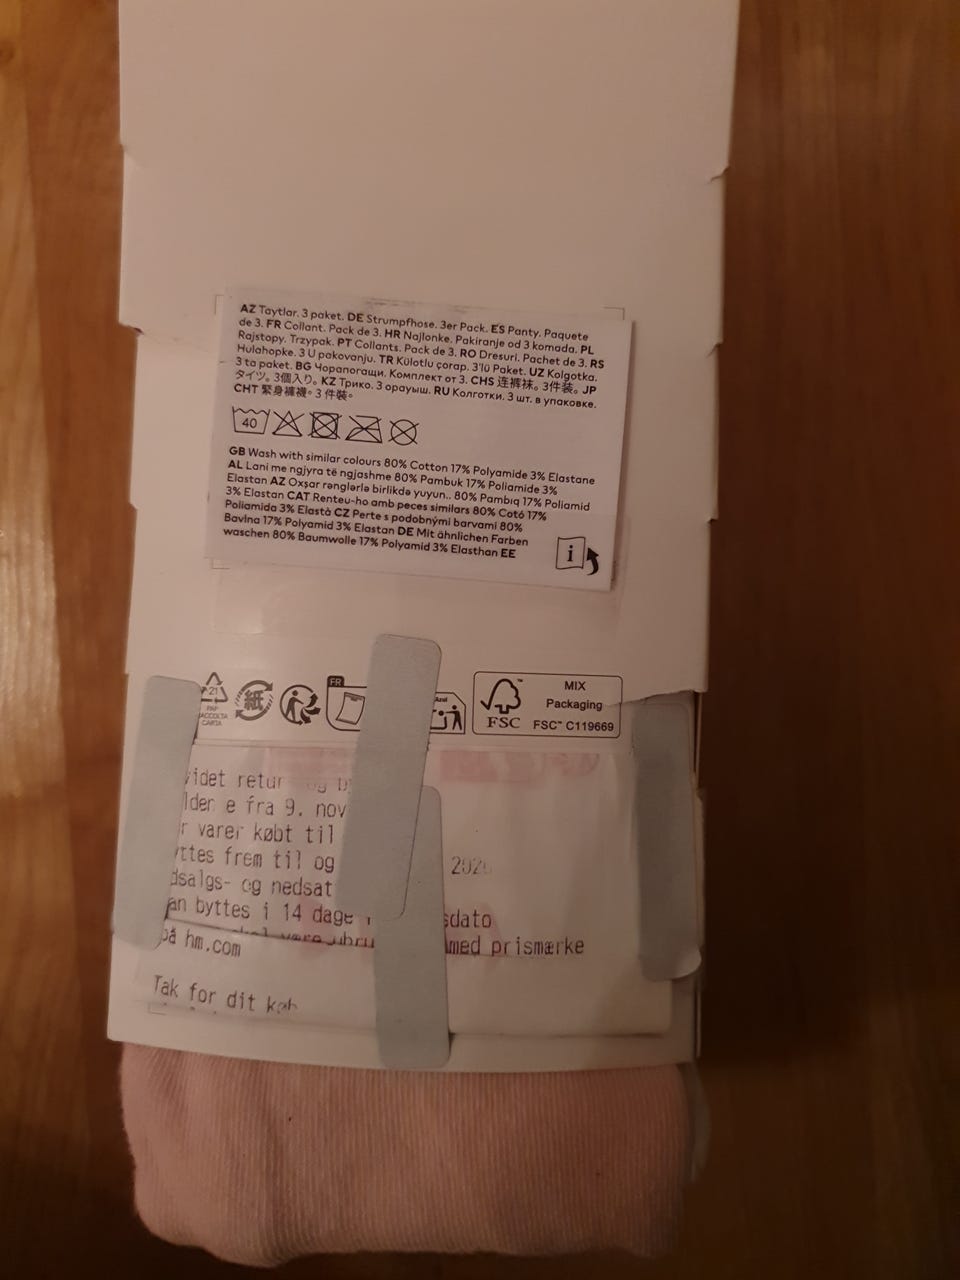 AZ Taytlar. 3 paket. DE Strumpfhose. 3er Pack. ES Panty. Paquete
de 3. FR Collant. Pack de 3. HR Najlonke. Pakiranje od 3 komada. PL
Rajstopy. Trzypak. PT Collants. Pack de 3. RO Dresuri. Pachet de 3. RS
Hulahopke. 3 U pakovanju. TR Külotlu çorap. 3'lü Paket. UZ Kolgotka.
3 ta paket. BG Чорапогащи. Комплект от 3. CHS 连裤袜。3件装。JP
タイツ。3個入り。KZ Трико. 3 орауыш. RU Колготки. 3 шт. в упаковке.
CHT 緊身褲襪。3 件裝。
40
GB Wash with similar colours 80% Cotton 17% Polyamide 3% Elastane
AL Lani me ngjyra të ngjashme 80% Pambuk 17% Poliamide 3%
Elastan AZ Oxşar rənglərlə birlikdə yuyun.. 80% Pambıq 17% Poliamid
3% Elastan CAT Renteu-ho amb peces similars 80% Cotó 17%
Poliamida 3% Elastà CZ Perte s podobnými barvami 80%
Bavlna 17% Polyamid 3% Elastan DE Mit ähnlichen Farben
waschen 80% Baumwolle 17% Polyamid 3% Elasthan EE
i
21
PAP
RACCOLTA
CARTA
紙
FR
Azul
FSC™
MIX
Packaging
FSC™ C119669
videt retur og
e fra 9. nov
varer købt til
frem til og 2020
og nedsat
an byttes i 14 dage sdato
på hm.com være ubru med prismærke
Tak for dit køb